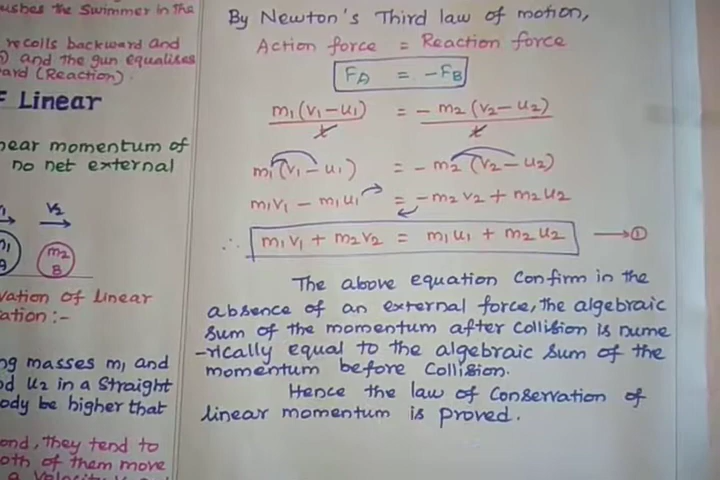 ushes the Swimmer in the
recoils backward and
and the gun equalises
ard (Reaction).
F Linear
near momentum of
no net external
V2
m1
m2
A
B
vation of linear
ation:-
ng masses m1 and
od u2 in a straight
ody be higher that
ond, they tend to
oth of them move
By Newton's Third law of motion,
Action force = Reaction force
FA = -FB
m1(v1-u1) = - m2 (v2-u2)
t t
m1(v1-u1) = - m2 (v2-u2)
m1v1 - m1u1 = -m2v2 + m2u2
∴ m1v1 + m2v2 = m1u1 + m2u2 → ①
The above equation Confirm in the
absence of an external force, the algebraic
sum of the momentum after collision is nume
-rically equal to the algebraic sum of the
momentum before Collision.
Hence the law of Conservation of
linear momentum is proved.